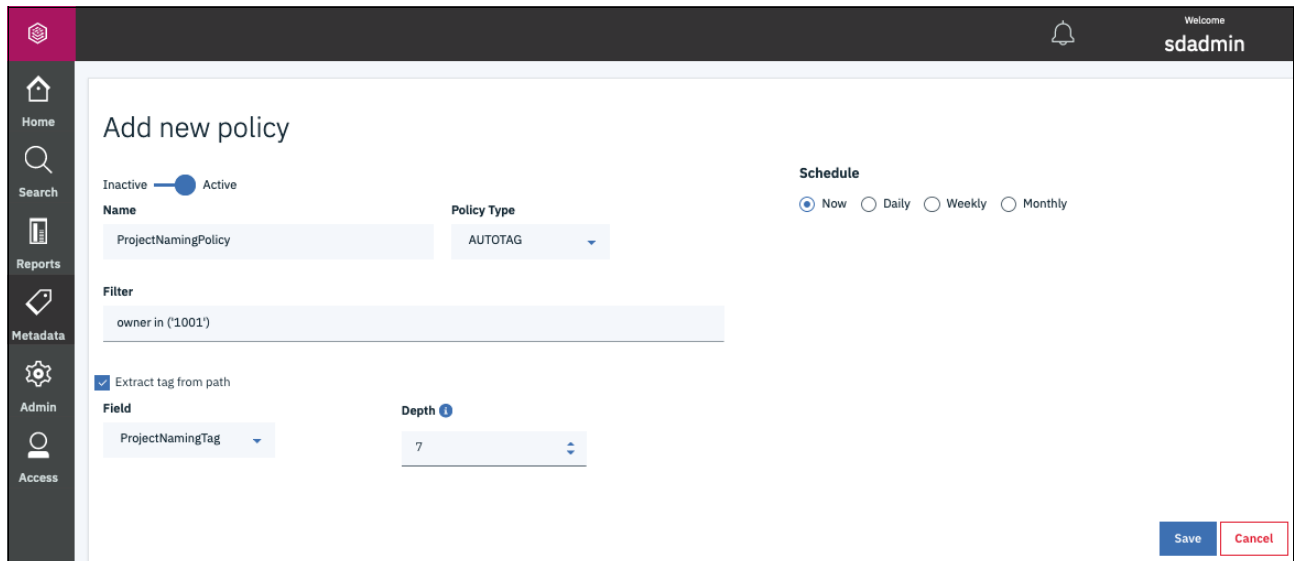 Welcome
sdadmin
Home
Search
Reports
Metadata
Admin
Access
Add new policy
Inactive Active
Name
ProjectNamingPolicy
Policy Type
AUTOTAG
Filter
owner in ('1001')
Extract tag from path
Field
ProjectNamingTag
Depth i
7
Schedule
Now Daily Weekly Monthly
Save Cancel